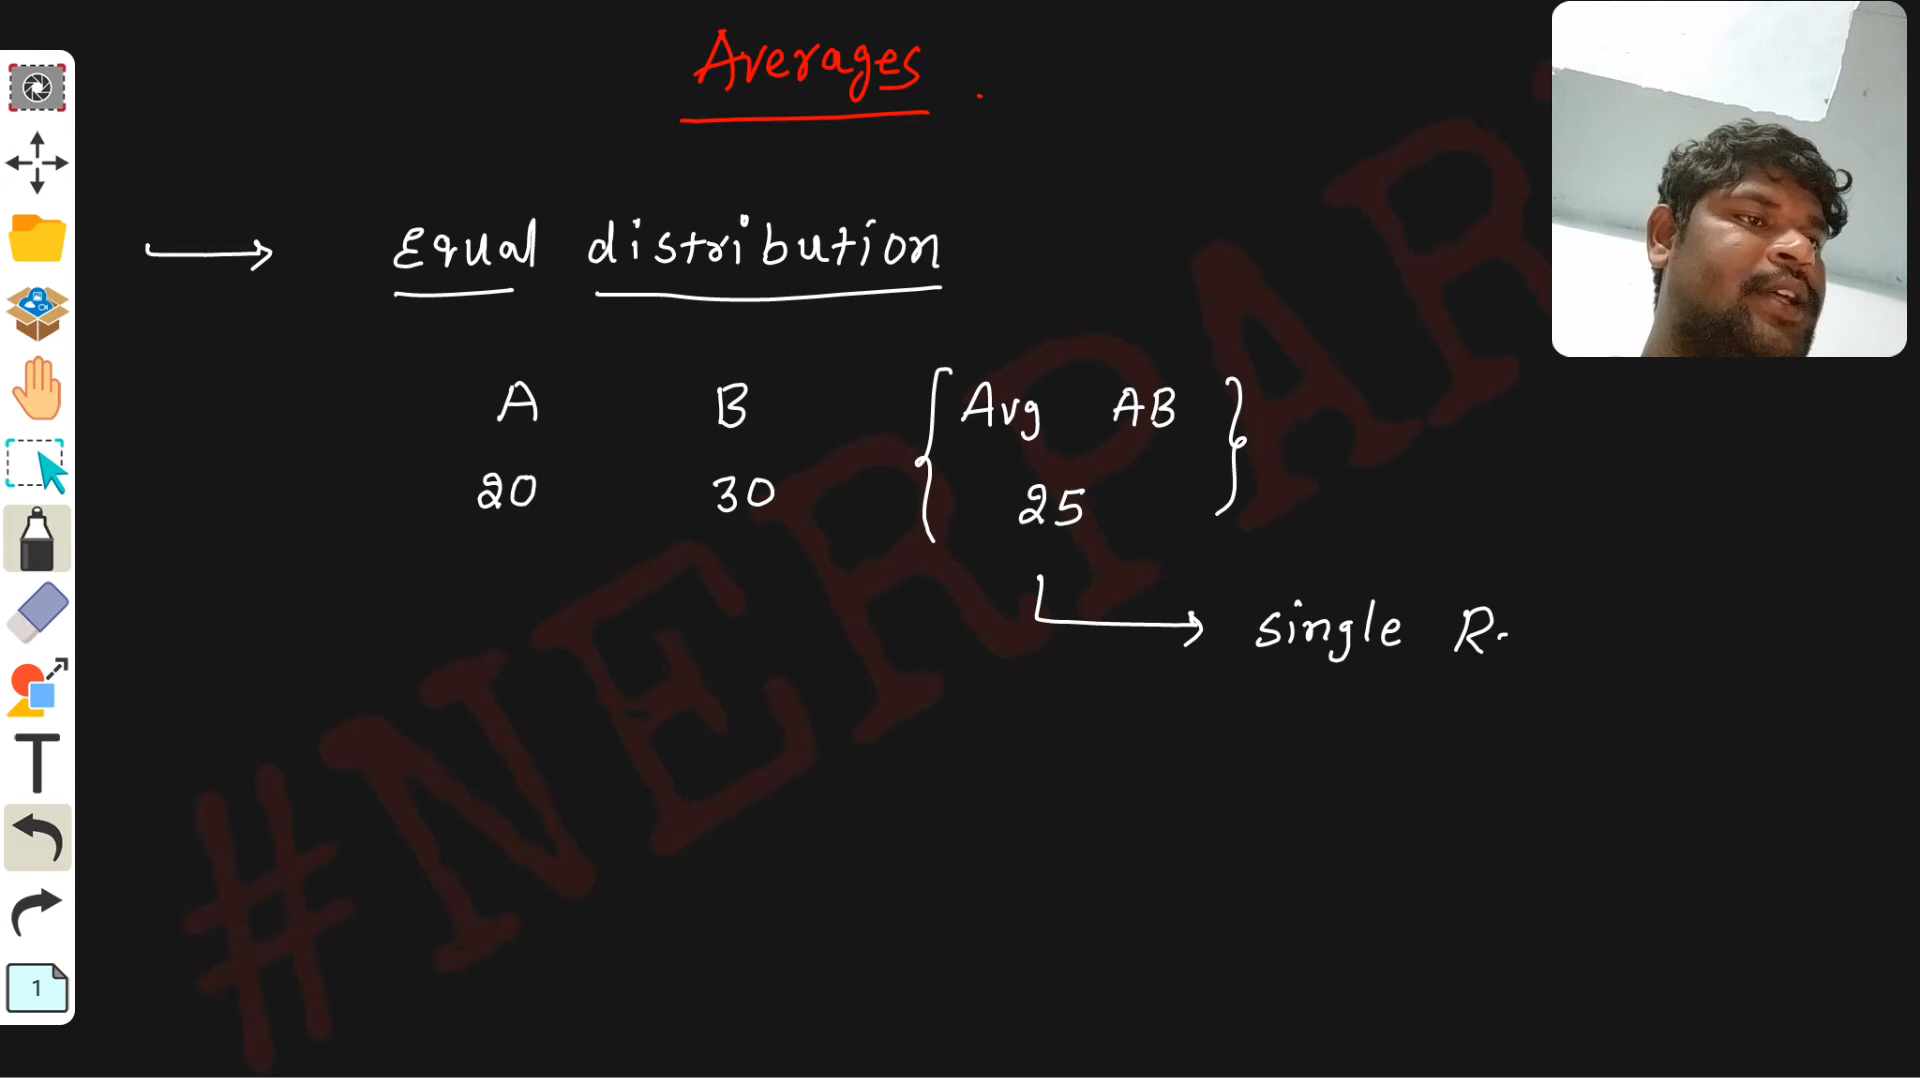 Averages .
Equal distribution
A B { Avg AB }
20 30 25
single R
#NERPAR
T
1